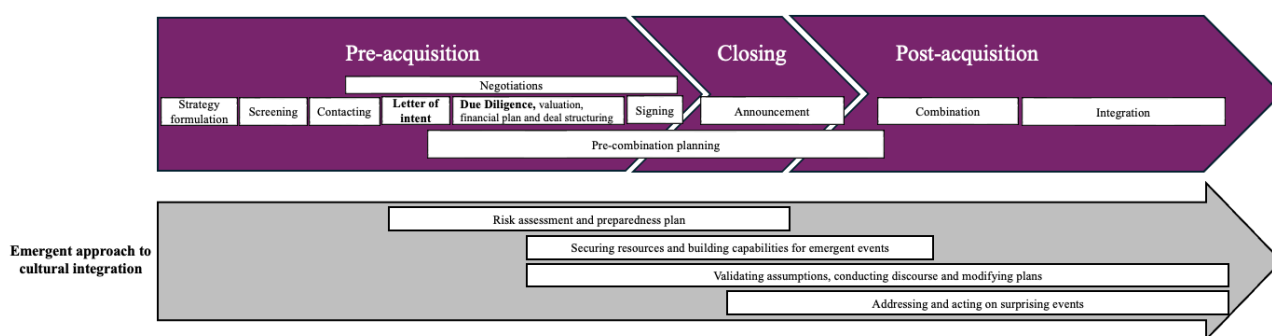 Pre-acquisition
Closing
Post-acquisition
Negotiations
Strategy
formulation
Screening
Contacting
Letter of
intent
Due Diligence, valuation,
financial plan and deal structuring
Signing
Announcement
Combination
Integration
Pre-combination planning
Emergent approach to
cultural integration
Risk assessment and preparedness plan
Securing resources and building capabilities for emergent events
Validating assumptions, conducting discourse and modifying plans
Addressing and acting on surprising events